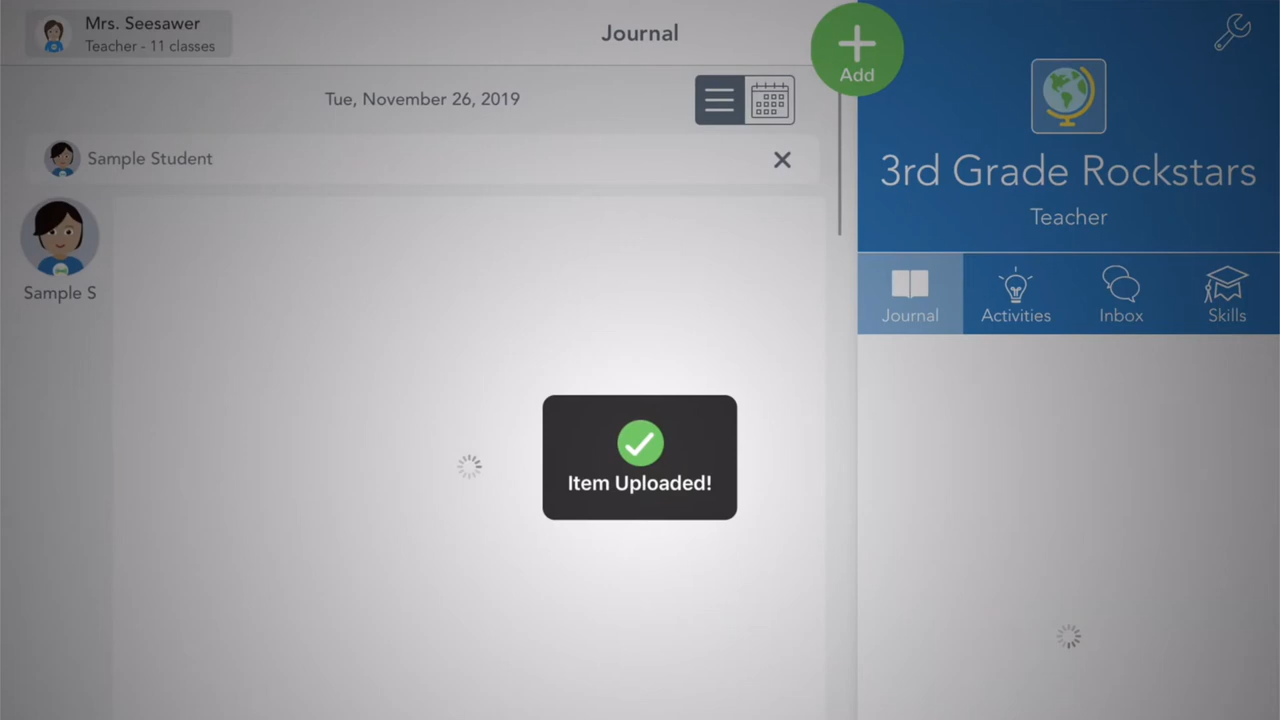 Mrs. Seesawer
Teacher - 11 classes
Journal
Add
Tue, November 26, 2019
Sample Student
Sample S
Item Uploaded!
3rd Grade Rockstars
Teacher
Journal
Activities
Inbox
Skills